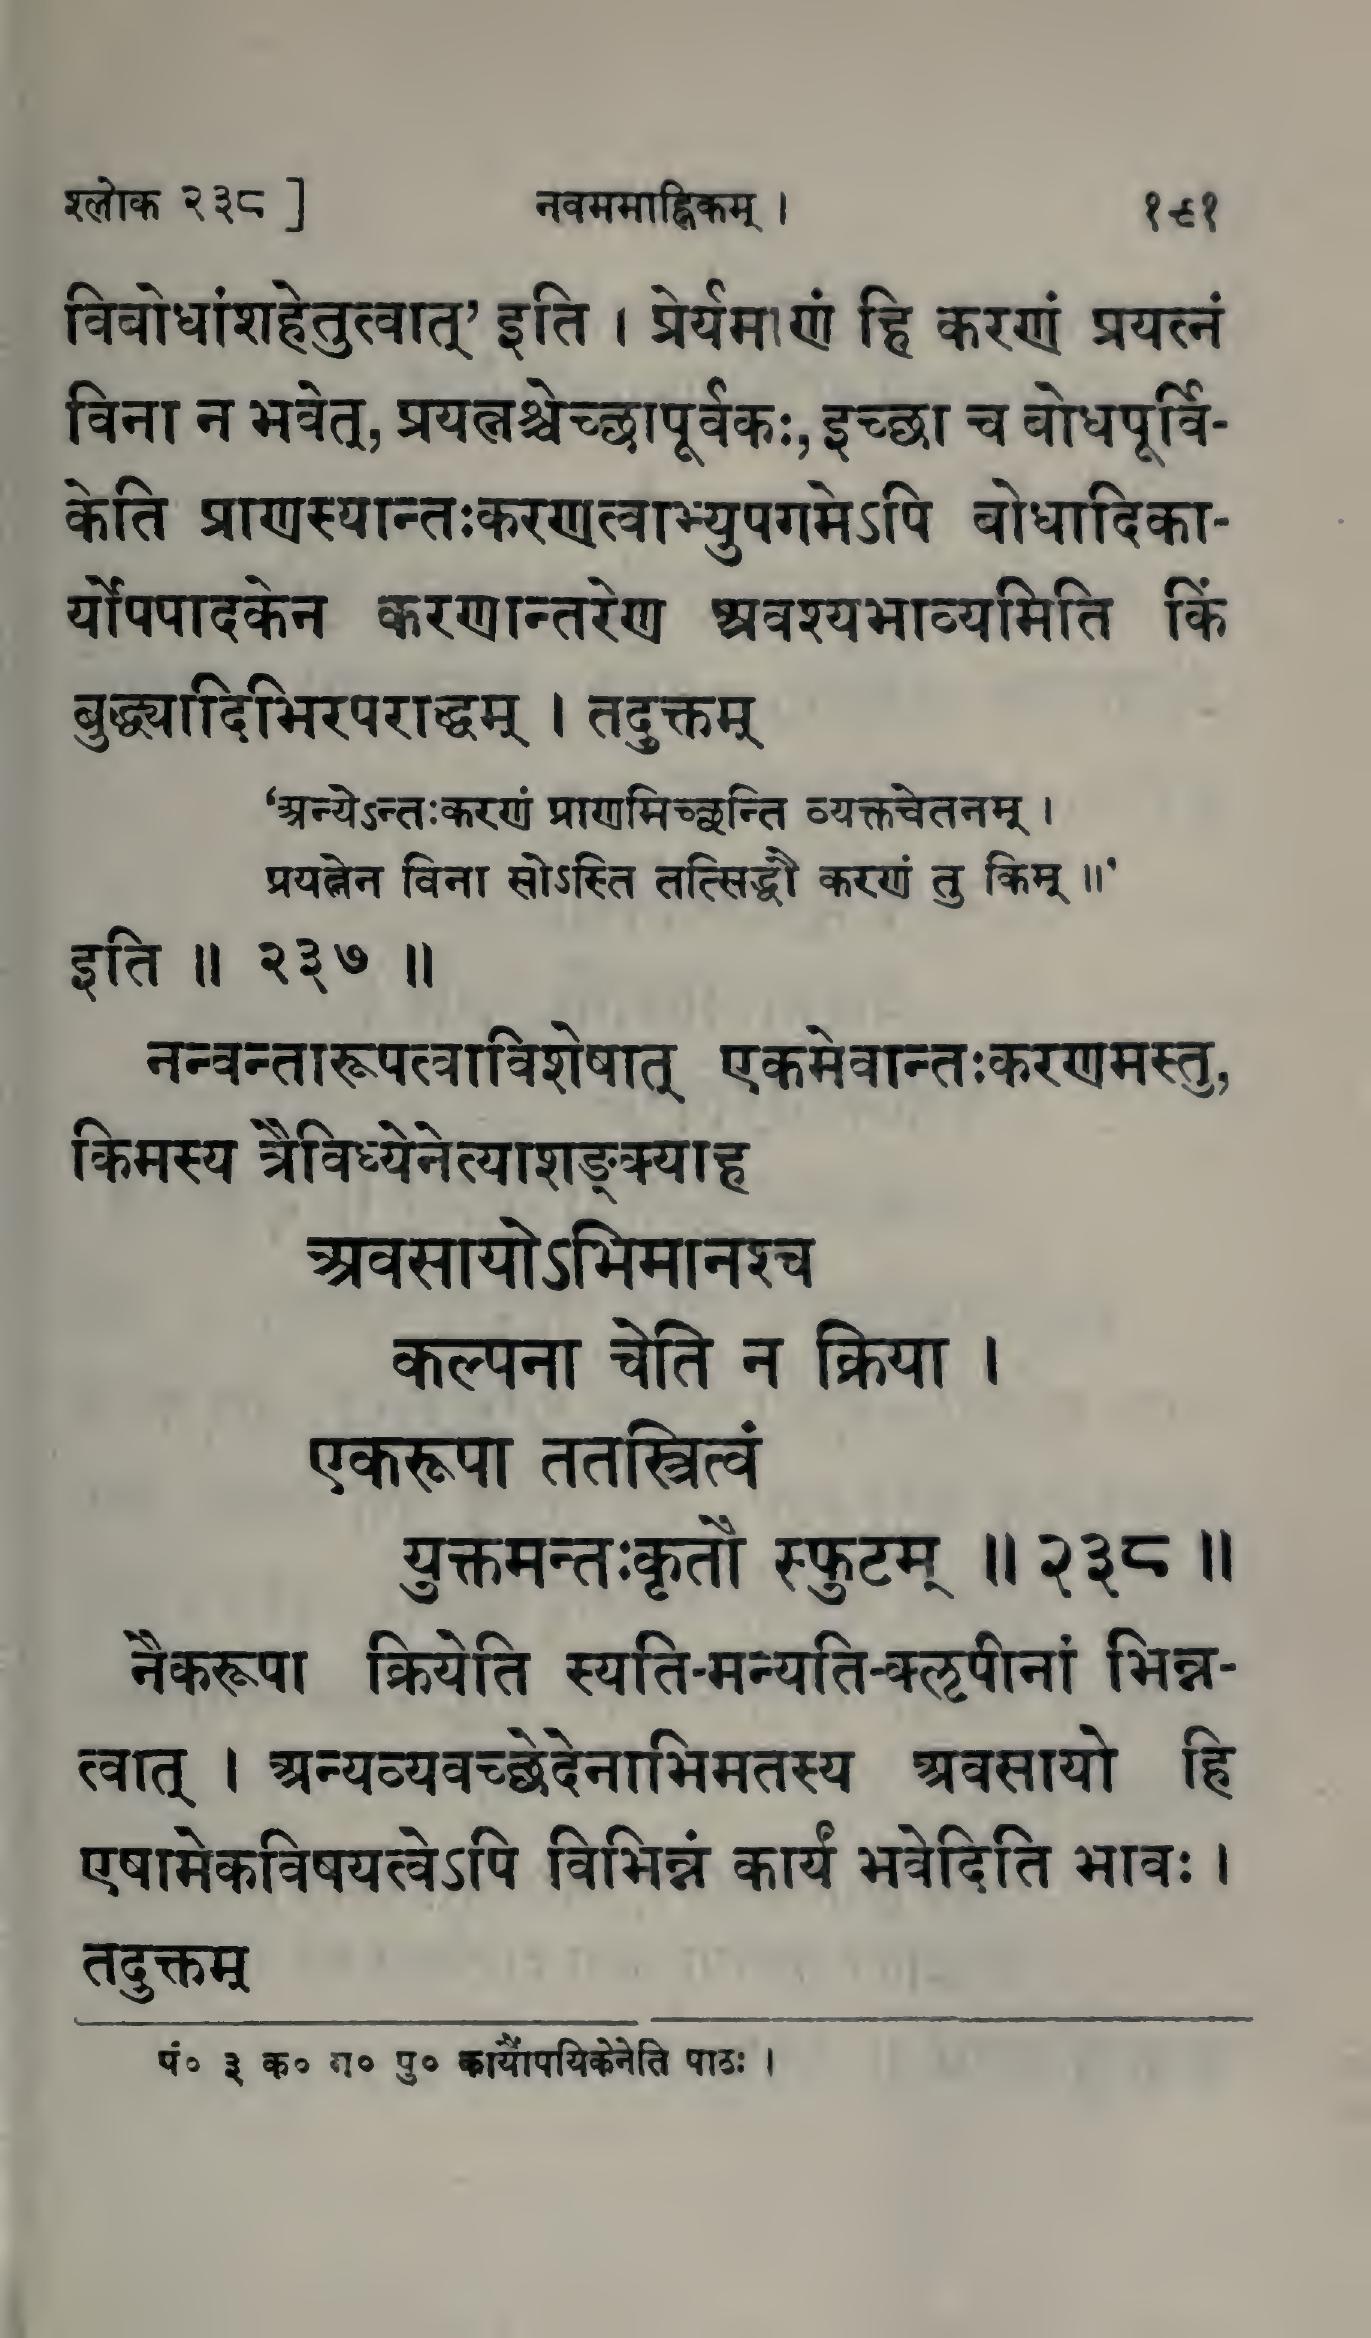 श्लोक २३८ ] नवममाह्निकम् । १९१
विबोधांशहेतुत्वात्’ इति । प्रेर्यमाणं हि करणं प्रयत्नं
विना न भवेत्, प्रयत्नश्चेच्छापूर्वकः, इच्छा च बोधपूर्वि-
केति प्राणस्यान्तःकरणत्वाभ्युपगमेऽपि बोधादिका-
र्योपपादकेन करणान्तरेण अवश्यभाव्यमिति किं
बुद्ध्यादिभिरपराद्धम् । तदुक्तम्
‘अन्येऽन्तःकरणं प्राणमिच्छन्ति व्यक्तचेतनम् ।
प्रयत्नेन विना सोऽस्ति तत्सिद्धौ करणं तु किम् ॥’
इति ॥ २३७ ॥
नन्वन्तारूपत्वाविशेषात् एकमेवान्तःकरणमस्तु,
किमस्य त्रैविध्येनेत्याशङ्क्याह
अवसायोऽभिमानश्च
कल्पना चेति न क्रिया ।
एकरूपा ततस्त्रित्वं
युक्तमन्तःकृतौ स्फुटम् ॥ २३८ ॥
नैकरूपा क्रियेति स्यति-मन्यति-क्लृपीनां भिन्न-
त्वात् । अन्यव्यवच्छेदेनाभिमतस्य अवसायो हि
एषामेकविषयत्वेऽपि विभिन्नं कार्यं भवेदिति भावः ।
तदुक्तम्
पं० ३ क० ग० पु० कार्यौपयिकेनेति पाठः ।